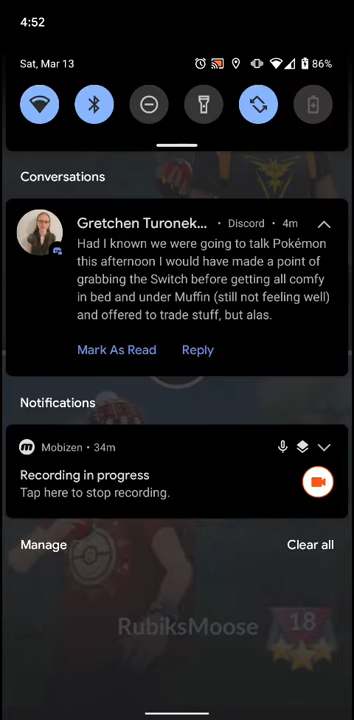 4:52
Sat, Mar 13
86%
Conversations
Gretchen Turonek... • Discord • 4m
Had I known we were going to talk Pokémon
this afternoon I would have made a point of
grabbing the Switch before getting all comfy
in bed and under Muffin (still not feeling well)
and offered to trade stuff, but alas.
Mark As Read Reply
Notifications
m Mobizen • 34m
Recording in progress
Tap here to stop recording.
Manage Clear all
RubiksMoose 18